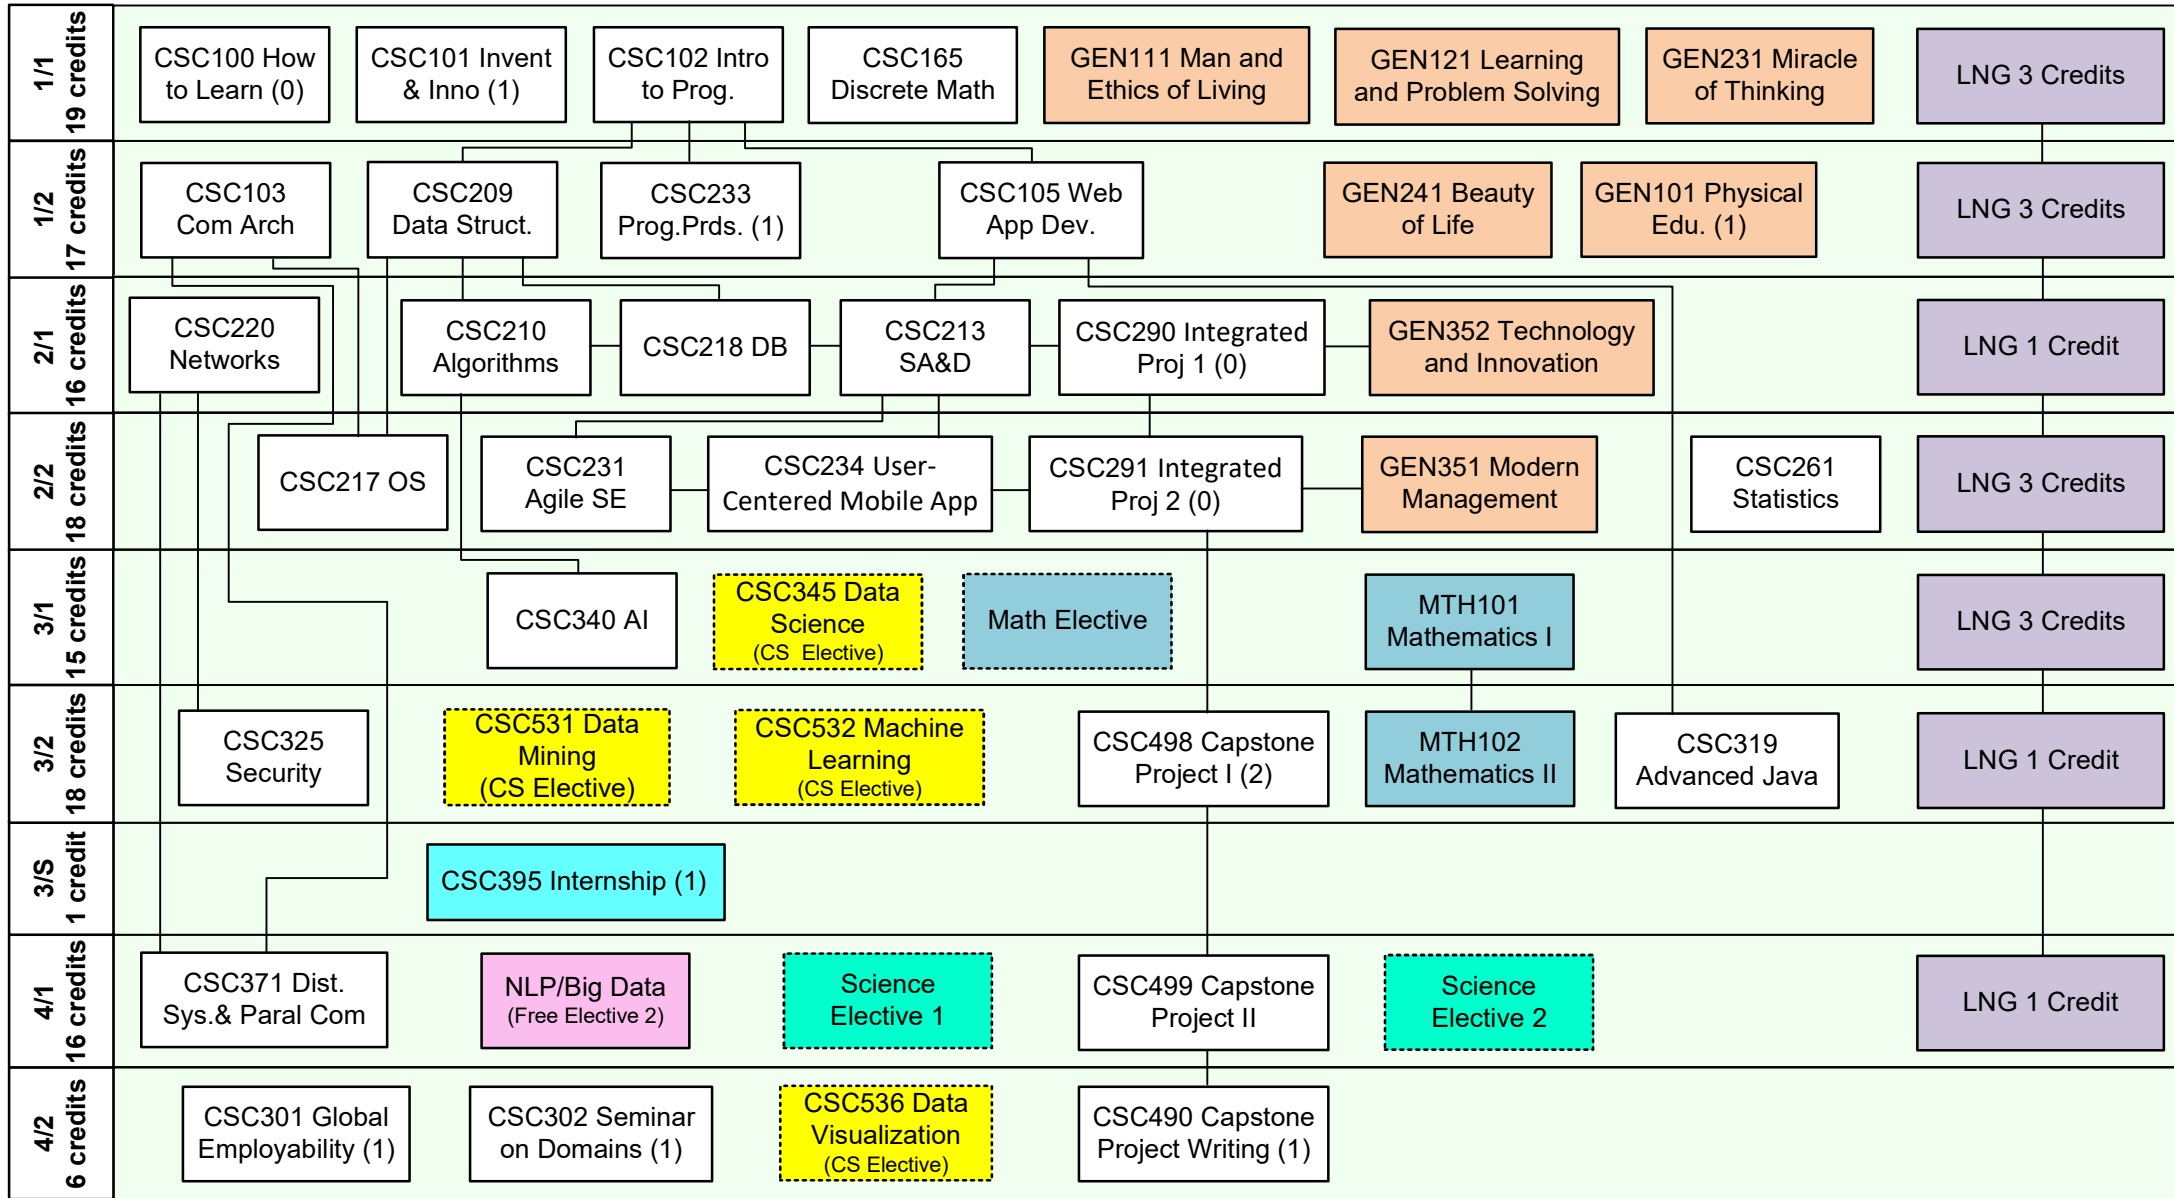 1/1
19 credits
CSC100 How
to Learn (0)
CSC101 Invent
& Inno (1)
CSC102 Intro
to Prog.
CSC165
Discrete Math
GEN111 Man and
Ethics of Living
GEN121 Learning
and Problem Solving
GEN231 Miracle
of Thinking
LNG 3 Credits
1/2
17 credits
CSC103
Com Arch
CSC209
Data Struct.
CSC233
Prog.Prds. (1)
CSC105 Web
App Dev.
GEN241 Beauty
of Life
GEN101 Physical
Edu. (1)
LNG 3 Credits
2/1
16 credits
CSC220
Networks
CSC210
Algorithms
CSC218 DB
CSC213
SA&D
CSC290 Integrated
Proj 1 (0)
GEN352 Technology
and Innovation
LNG 1 Credit
2/2
18 credits
CSC217 OS
CSC231
Agile SE
CSC234 User-
Centered Mobile App
CSC291 Integrated
Proj 2 (0)
GEN351 Modern
Management
CSC261
Statistics
LNG 3 Credits
3/1
15 credits
CSC340 AI
CSC345 Data
Science
(CS  Elective)
Math Elective
MTH101
Mathematics I
LNG 3 Credits
3/2
18 credits
CSC325
Security
CSC531 Data
Mining
(CS Elective)
CSC532 Machine
Learning
(CS Elective)
CSC498 Capstone
Project I (2)
MTH102
Mathematics II
CSC319
Advanced Java
LNG 1 Credit
3/S
1 credit
CSC395 Internship (1)
4/1
16 credits
CSC371 Dist.
Sys.& Paral Com
NLP/Big Data
(Free Elective 2)
Science
Elective 1
CSC499 Capstone
Project II
Science
Elective 2
LNG 1 Credit
4/2
6 credits
CSC301 Global
Employability (1)
CSC302 Seminar
on Domains (1)
CSC536 Data
Visualization
(CS Elective)
CSC490 Capstone
Project Writing (1)